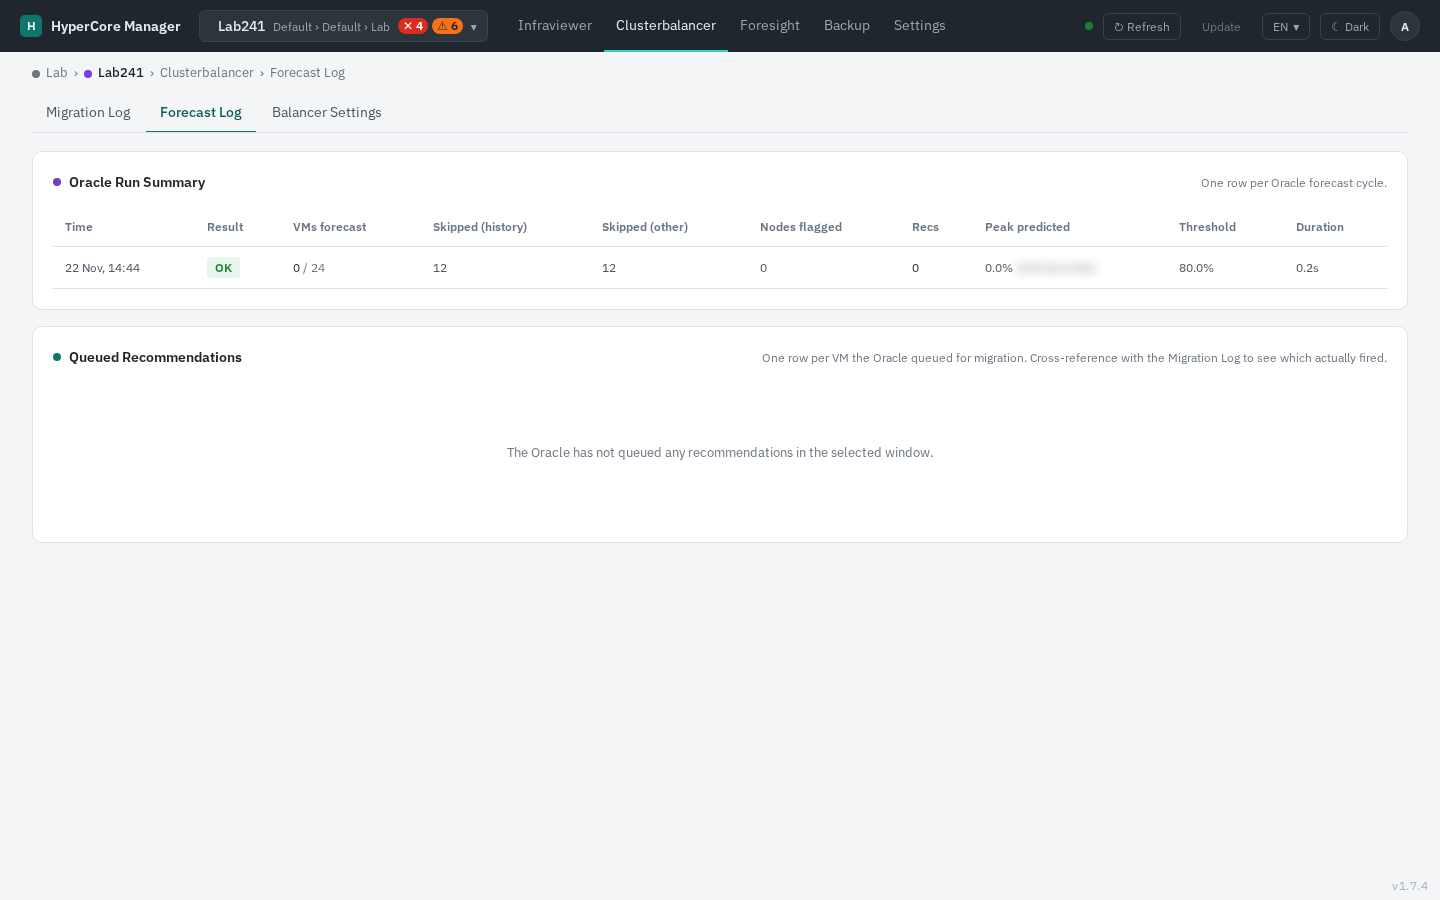 H HyperCore Manager Lab241 Default › Default › Lab ✕ 4 ⚠ 6 ▾ Infraviewer Clusterbalancer Foresight Backup Settings ↻ Refresh Update EN ▾ ☾ Dark A
Lab › Lab241 › Clusterbalancer › Forecast Log
Migration Log Forecast Log Balancer Settings
Oracle Run Summary One row per Oracle forecast cycle.
Time Result VMs forecast Skipped (history) Skipped (other) Nodes flagged Recs Peak predicted Threshold Duration
22 Nov, 14:44 OK 0 / 24 12 12 0 0 0.0% 80.0% 0.2s
Queued Recommendations One row per VM the Oracle queued for migration. Cross-reference with the Migration Log to see which actually fired.
The Oracle has not queued any recommendations in the selected window.
v1.7.4